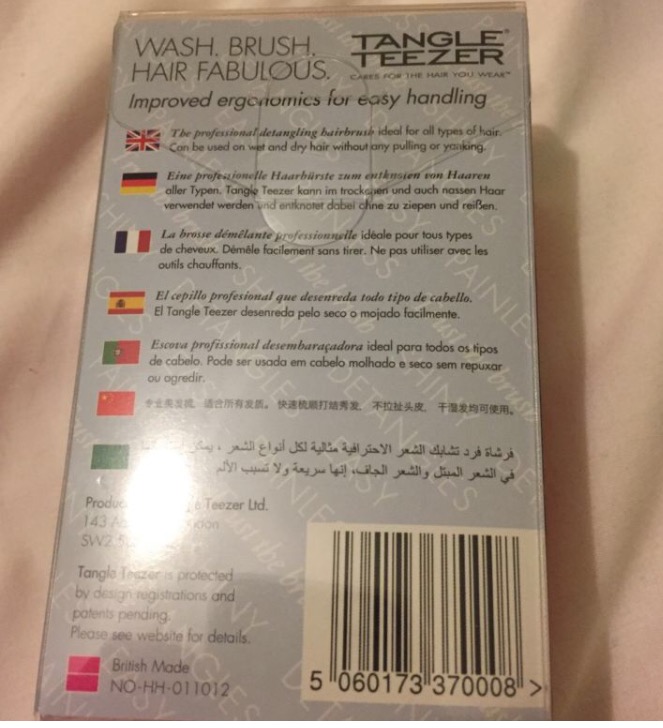 WASH. BRUSH.
HAIR FABULOUS.
TANGLE
TEEZER®
CARES FOR THE HAIR YOU WEAR™
Improved ergonomics for easy handling
The professional detangling hairbrush ideal for all types of hair.
Can be used on wet and dry hair without any pulling or yanking.
Eine professionelle Haarbürste zum entknoten von Haaren
aller Typen. Tangle Teezer kann im trockenen und auch nassen Haar
verwendet werden und entknotet dabei ohne zu ziepen und reißen.
La brosse démêlante professionnelle idéale pour tous types
de cheveux. Démêle facilement sans tirer. Ne pas utiliser avec les
outils chauffants.
El cepillo profesional que desenreda todo tipo de cabello.
El Tangle Teezer desenreda pelo seco o mojado facilmente.
Escova profissional desembaraçadora ideal para todos os tipos
de cabelo. Pode ser usada em cabelo molhado e seco sem repuxar
ou agredir.
专业美发梳，适合所有发质。快速梳顺打结秀发，不拉扯头皮，干湿发均可使用。
فرشاة فرد تشابك الشعر الاحترافية مثالية لكل أنواع الشعر ، يمكن
في الشعر المبتل والشعر الجاف، إنها سريعة ولا تسبب الألم
Teezer Ltd.
143
SW2
Tangle Teezer is protected
by design registrations and
patents pending.
Please see website for details.
British Made
NO-HH-011012
5 060173 370008 >